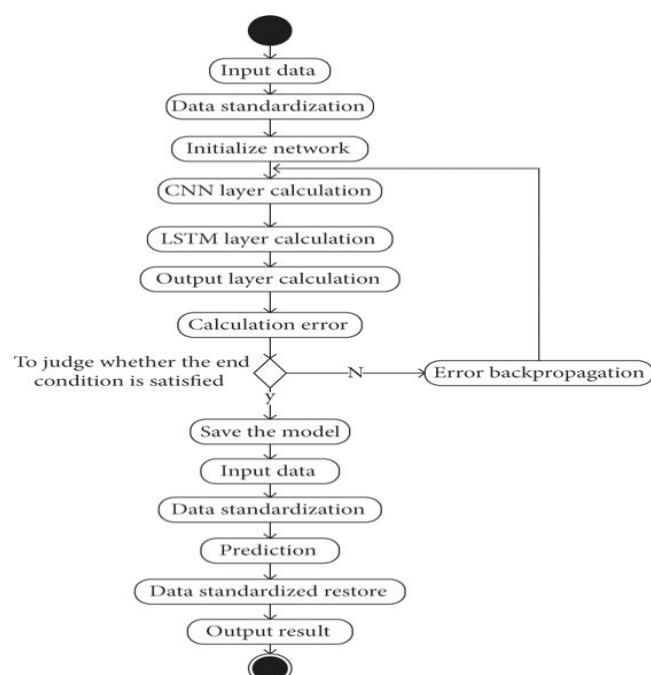 Input data
Data standardization
Initialize network
CNN layer calculation
LSTM layer calculation
Output layer calculation
Calculation error
To judge whether the end
condition is satisfied
N
Error backpropagation
y
Save the model
Input data
Data standardization
Prediction
Data standardized restore
Output result